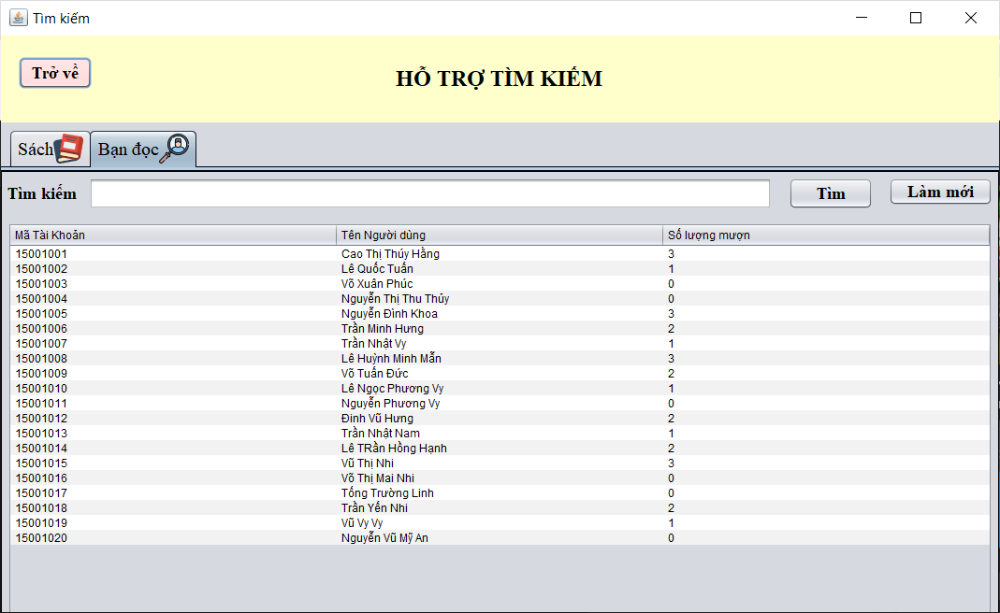 Tìm kiếm
Trở về
HỖ TRỢ TÌM KIẾM
Sách Bạn đọc
Tìm kiếm Tìm Làm mới
Mã Tài Khoản Tên Người dùng Số lượng mượn
15001001 Cao Thị Thúy Hằng 3
15001002 Lê Quốc Tuấn 1
15001003 Võ Xuân Phúc 0
15001004 Nguyễn Thị Thu Thủy 0
15001005 Nguyễn Đình Khoa 3
15001006 Trần Minh Hưng 2
15001007 Trần Nhật Vy 1
15001008 Lê Huỳnh Minh Mẫn 3
15001009 Võ Tuấn Đức 2
15001010 Lê Ngọc Phương Vy 1
15001011 Nguyễn Phương Vy 0
15001012 Đinh Vũ Hưng 2
15001013 Trần Nhật Nam 1
15001014 Lê TRần Hồng Hạnh 2
15001015 Vũ Thị Nhi 3
15001016 Võ Thị Mai Nhi 0
15001017 Tống Trường Linh 0
15001018 Trần Yến Nhi 2
15001019 Vũ Vy Vy 1
15001020 Nguyễn Vũ Mỹ An 0